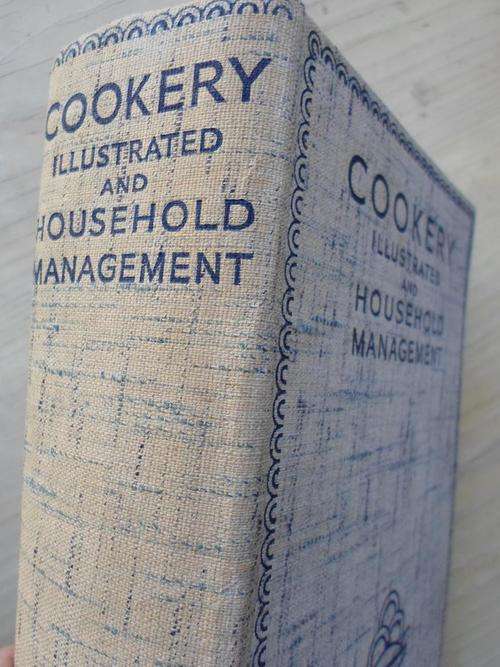 COOKERY
ILLUSTRATED
AND
HOUSEHOLD
MANAGEMENT
COOKERY
ILLUSTRATED
AND
HOUSEHOLD
MANAGEMENT